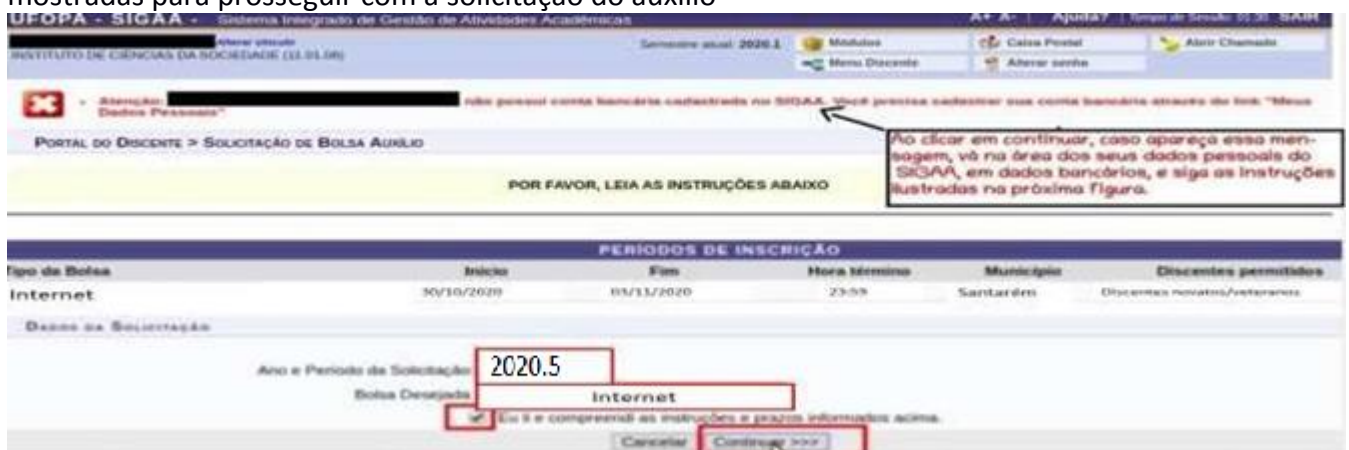 mostradas para prosseguir com a solicitação do auxílio
UFOPA - SIGAA - Sistema Integrado de Gestão de Atividades Acadêmicas
A+ A- | Ajuda? | Tempo de Sessão: 01:30 SAIR
Alterar vínculo
INSTITUTO DE CIÊNCIAS DA SOCIEDADE (11.01.08)
Semestre atual: 2020.1
Módulos
Caixa Postal
Abrir Chamado
Menu Discente
Alterar senha
• Atenção: não possui conta bancária cadastrada no SIGAA. Você precisa cadastrar sua conta bancária através do link "Meus
Dados Pessoais"
PORTAL DO DISCENTE > SOLICITAÇÃO DE BOLSA AUXÍLIO
Ao clicar em continuar, caso apareça essa men-
sagem, vá na área dos seus dados pessoais do
SIGAA, em dados bancários, e siga as instruções
ilustradas na próxima figura.
POR FAVOR, LEIA AS INSTRUÇÕES ABAIXO
PERÍODOS DE INSCRIÇÃO
Tipo da Bolsa Início Fim Hora término Município Discentes permitidos
Internet 30/10/2020 03/11/2020 23:59 Santarém Discentes novatos/veteranos
DADOS DA SOLICITAÇÃO
Ano e Período da Solicitação: 2020.5
Bolsa Desejada: Internet
Eu li e compreendi as instruções e prazos informados acima.
Cancelar Continuar >>>